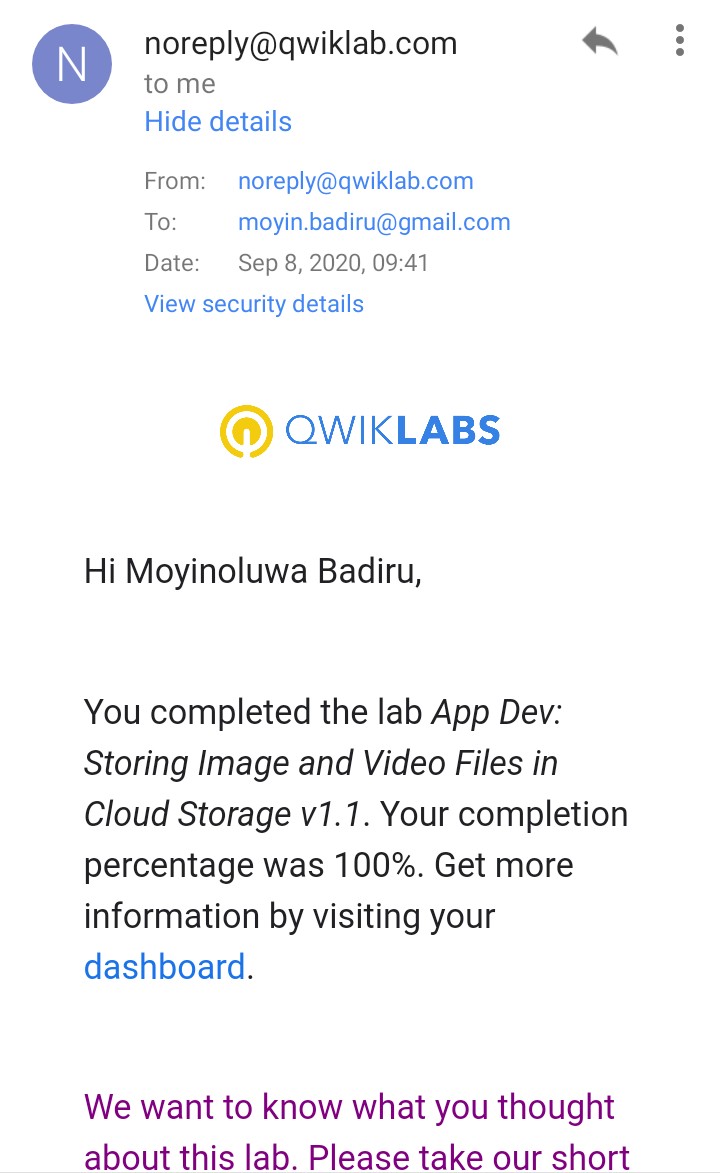 N
noreply@qwiklab.com
to me
Hide details
From: noreply@qwiklab.com
To: moyin.badiru@gmail.com
Date: Sep 8, 2020, 09:41
View security details
QWIKLABS
Hi Moyinoluwa Badiru,
You completed the lab App Dev:
Storing Image and Video Files in
Cloud Storage v1.1. Your completion
percentage was 100%. Get more
information by visiting your
dashboard.
We want to know what you thought
about this lab. Please take our short